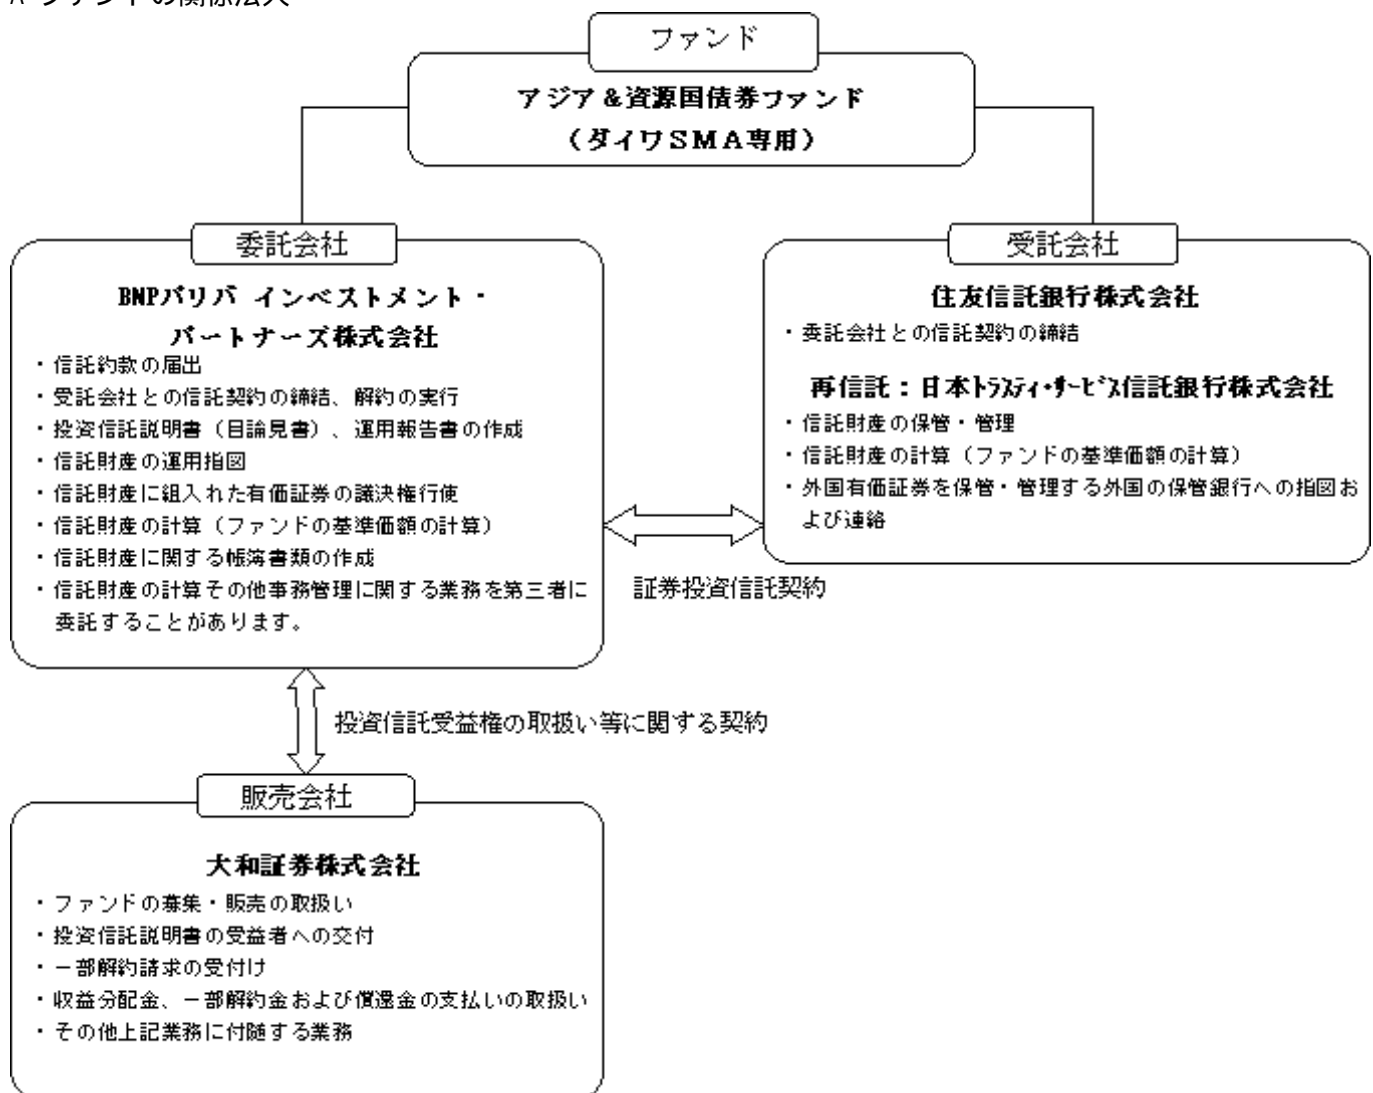 ファンドの関係法人
ファンド
アジア&資源国債券ファンド
(ダイワSMA専用)
委託会社
BNPパリバ インベストメント・
パートナーズ株式会社
・信託約款の届出
・受託会社との信託契約の締結、解約の実行
・投資信託説明書(目論見書)、運用報告書の作成
・信託財産の運用指図
・信託財産に組入れた有価証券の議決権行使
・信託財産の計算(ファンドの基準価額の計算)
・信託財産に関する帳簿書類の作成
・信託財産の計算その他事務管理に関する業務を第三者に
委託することがあります。
受託会社
住友信託銀行株式会社
・委託会社との信託契約の締結
再信託:日本トラスティ・サービス信託銀行株式会社
・信託財産の保管・管理
・信託財産の計算(ファンドの基準価額の計算)
・外国有価証券を保管・管理する外国の保管銀行への指図お
よび連絡
証券投資信託契約
投資信託受益権の取扱い等に関する契約
販売会社
大和証券株式会社
・ファンドの募集・販売の取扱い
・投資信託説明書の受益者への交付
・一部解約請求の受付け
・収益分配金、一部解約金および償還金の支払いの取扱い
・その他上記業務に付随する業務